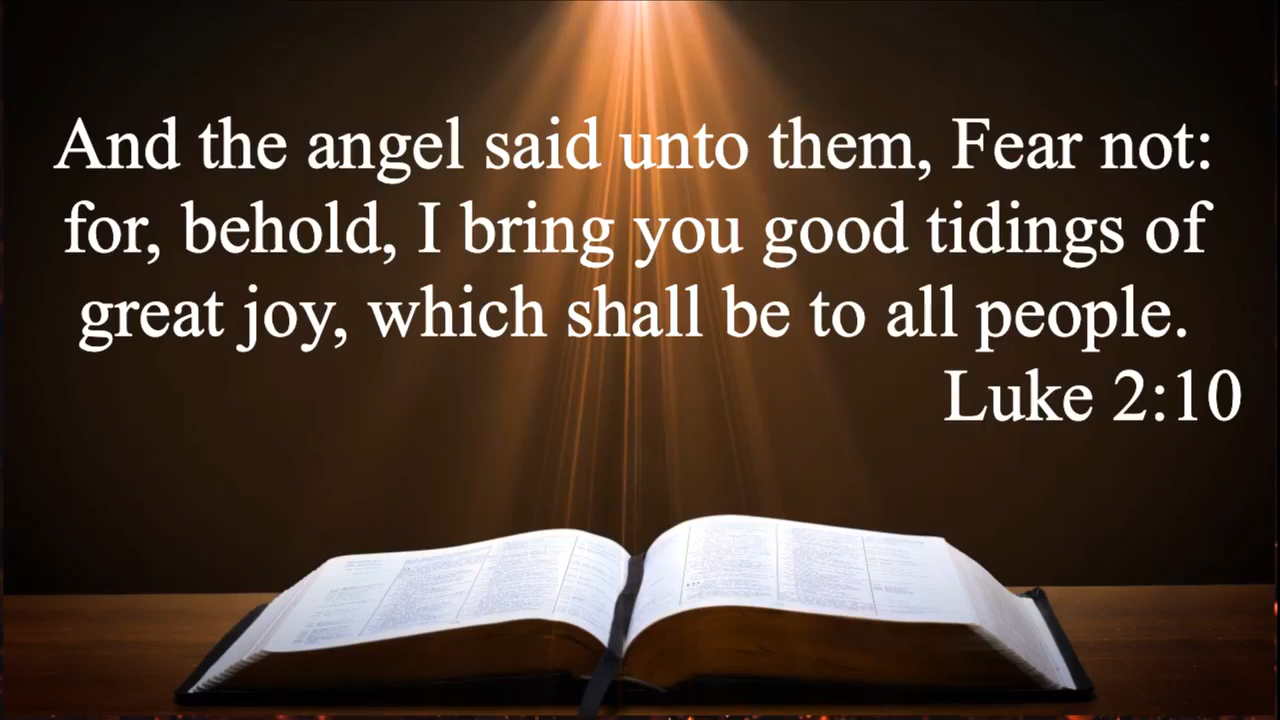 And the angel said unto them, Fear not:
for, behold, I bring you good tidings of
great joy, which shall be to all people.
Luke 2:10